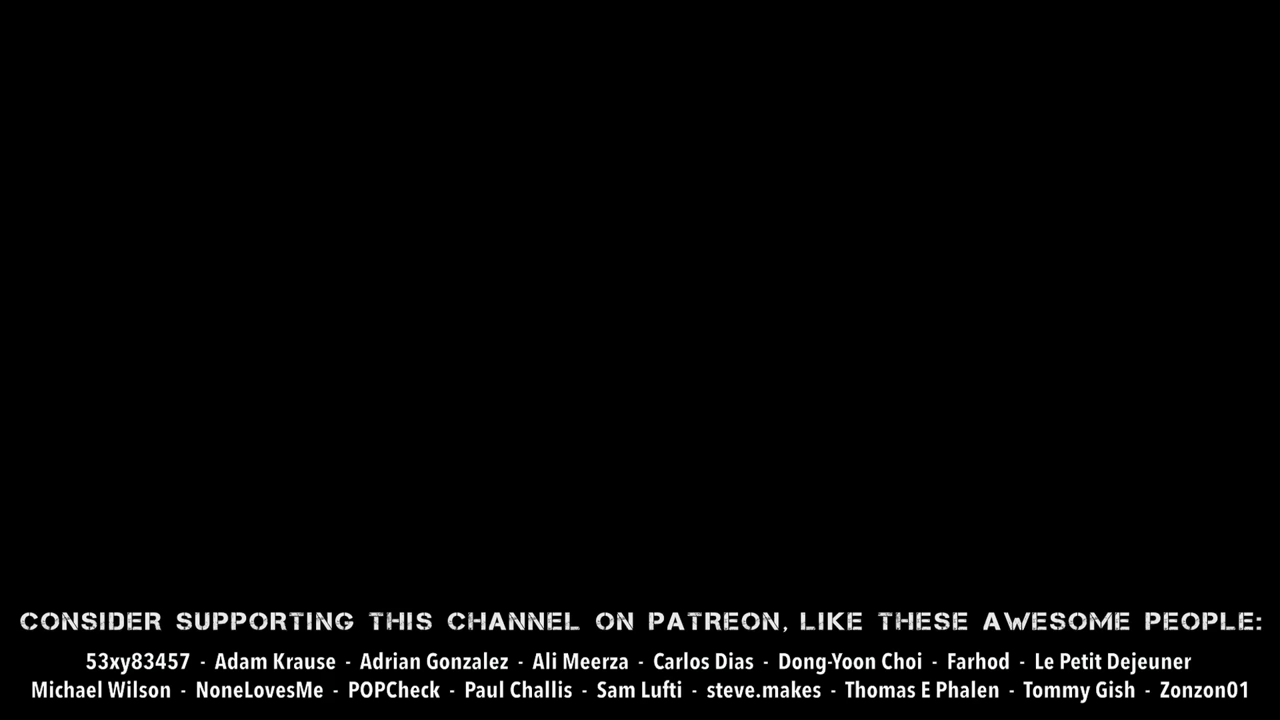 CONSIDER SUPPORTING THIS CHANNEL ON PATREON, LIKE THESE AWESOME PEOPLE:
53xy83457 - Adam Krause - Adrian Gonzalez - Ali Meerza - Carlos Dias - Dong-Yoon Choi - Farhod - Le Petit Dejeuner
Michael Wilson - NoneLovesMe - POPCheck - Paul Challis - Sam Lufti - steve.makes - Thomas E Phalen - Tommy Gish - Zonzon01